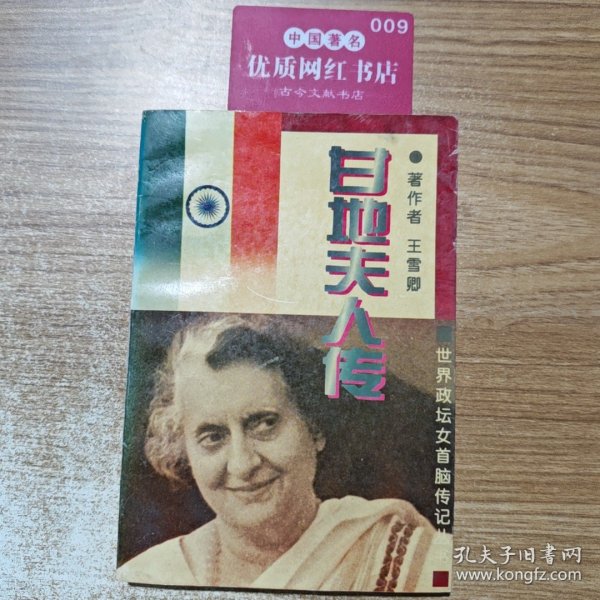 009
中国著名
优质网红书店
古今文献书店
甘地夫人传
著作者 王雪卿
世界政坛女首脑传记
孔夫子旧书网
www.kongfz.com